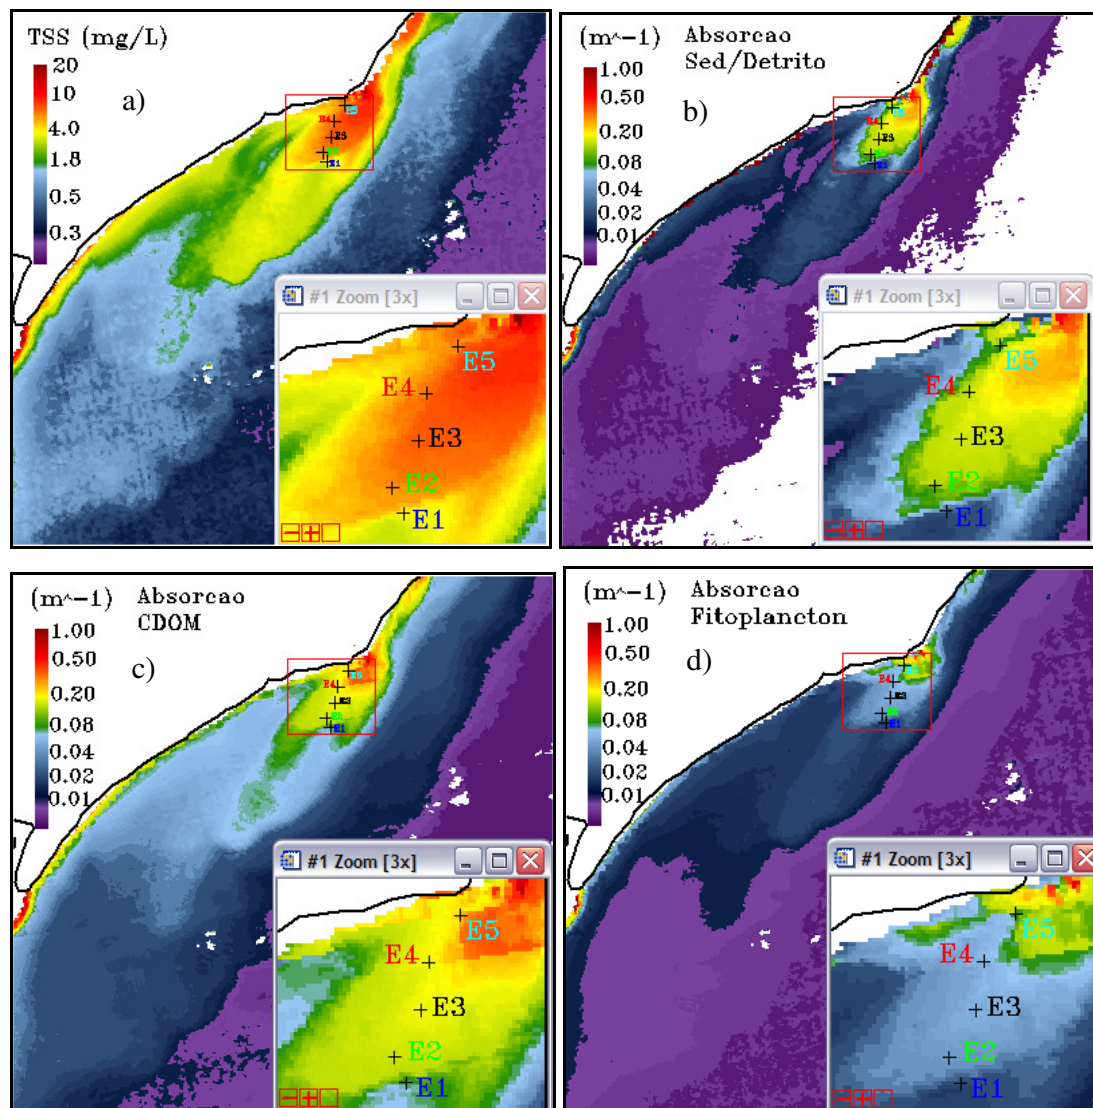 TSS (mg/L)
20
10
4.0
1.8
0.5
0.3
a)
E5
E4
E3
E2
E1
#1 Zoom [3x]
E5
E4
E3
E2
E1
(m^-1) Absorcao
Sed/Detrito
1.00
0.50
0.20
0.08
0.04
0.02
0.01
b)
E4
E3
E1
#1 Zoom [3x]
E5
E4
E3
E2
E1
(m^-1) Absorcao
CDOM
1.00
0.50
0.20
0.08
0.04
0.02
0.01
c)
E5
E4
E3
E2
E1
#1 Zoom [3x]
E5
E4
E3
E2
E1
(m^-1) Absorcao
Fitoplancton
1.00
0.50
0.20
0.08
0.04
0.02
0.01
d)
E4
E3
E2
E1
#1 Zoom [3x]
E5
E4
E3
E2
E1